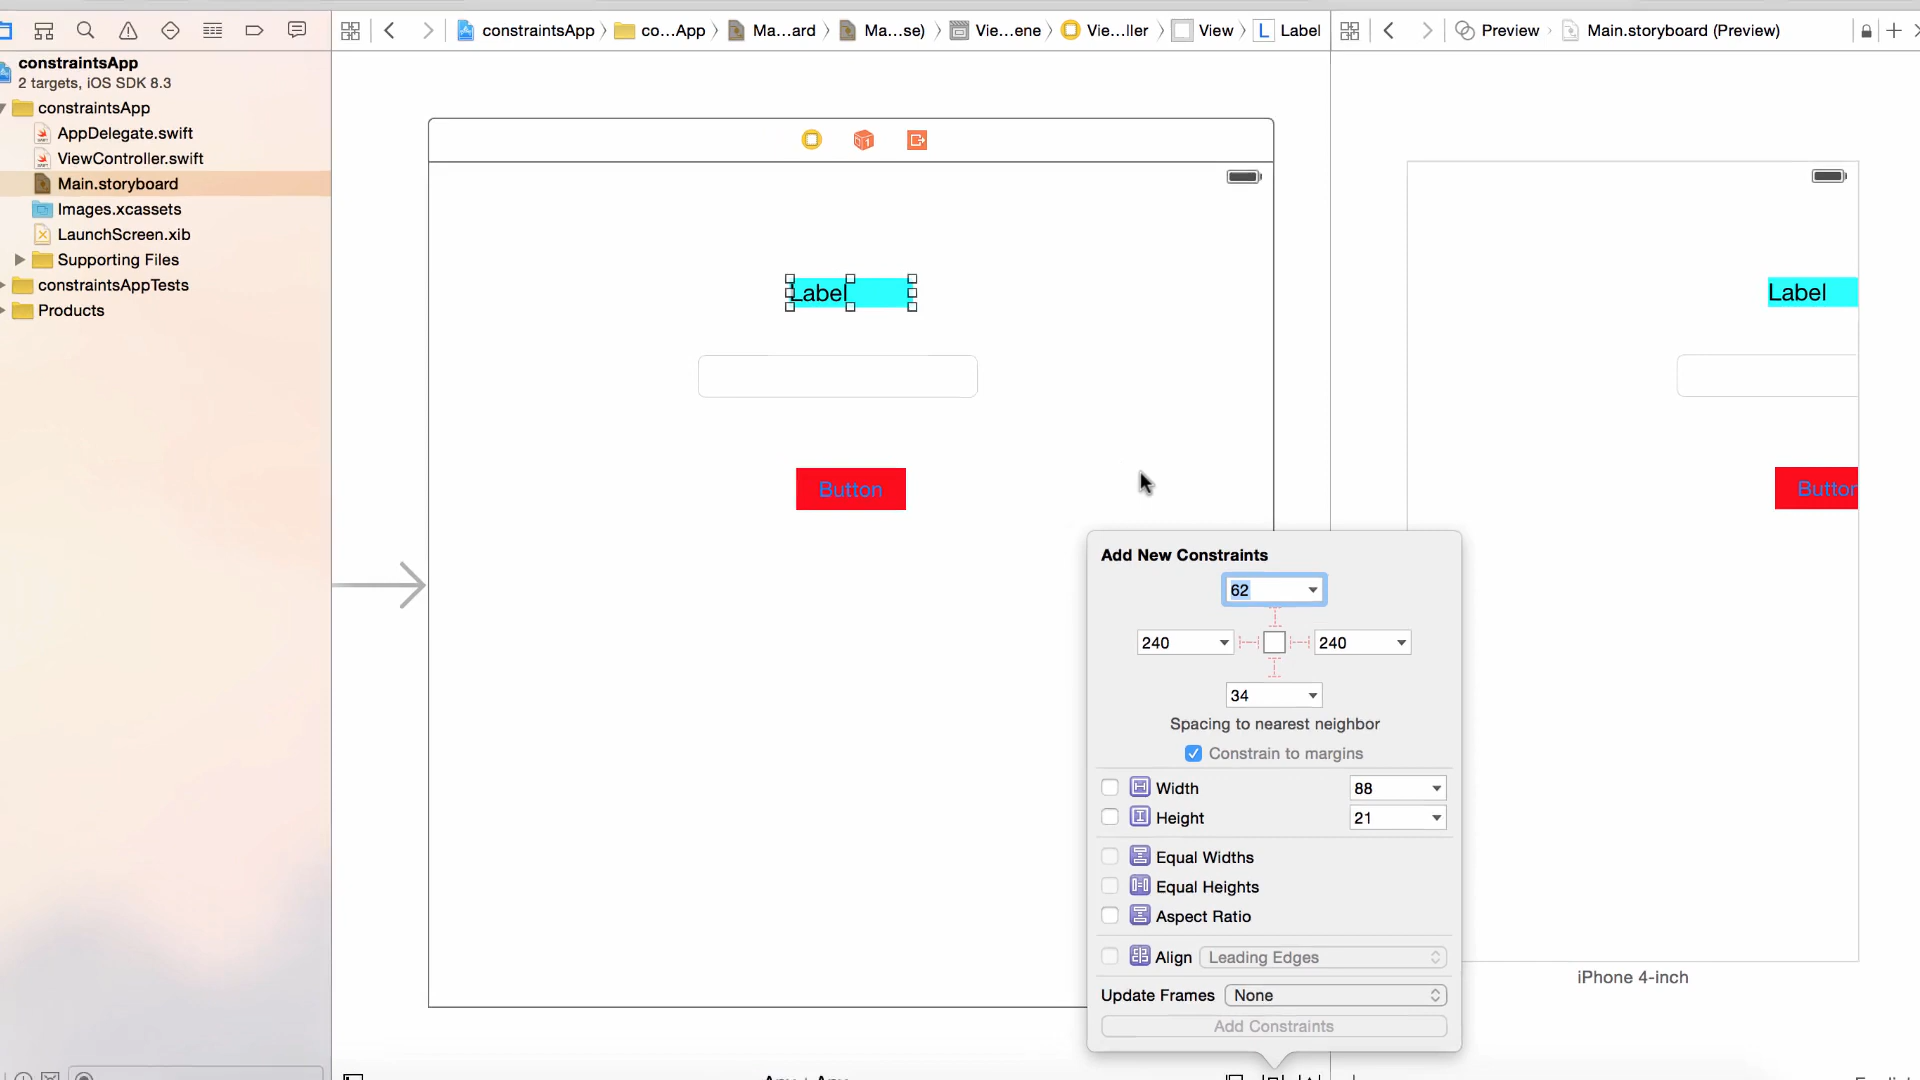 constraintsApp
co...App
Ma...ard
Ma...se)
Vie...ene
Vie...ller
View
L
Label
Preview
Main.storyboard (Preview)
constraintsApp
2 targets, iOS SDK 8.3
constraintsApp
AppDelegate.swift
ViewController.swift
Main.storyboard
Images.xcassets
LaunchScreen.xib
Supporting Files
constraintsAppTests
Products
Label
Button
Label
Button
Add New Constraints
62
240
240
34
Spacing to nearest neighbor
Constrain to margins
Width
88
Height
21
Equal Widths
Equal Heights
Aspect Ratio
Align
Leading Edges
Update Frames
None
Add Constraints
iPhone 4-inch